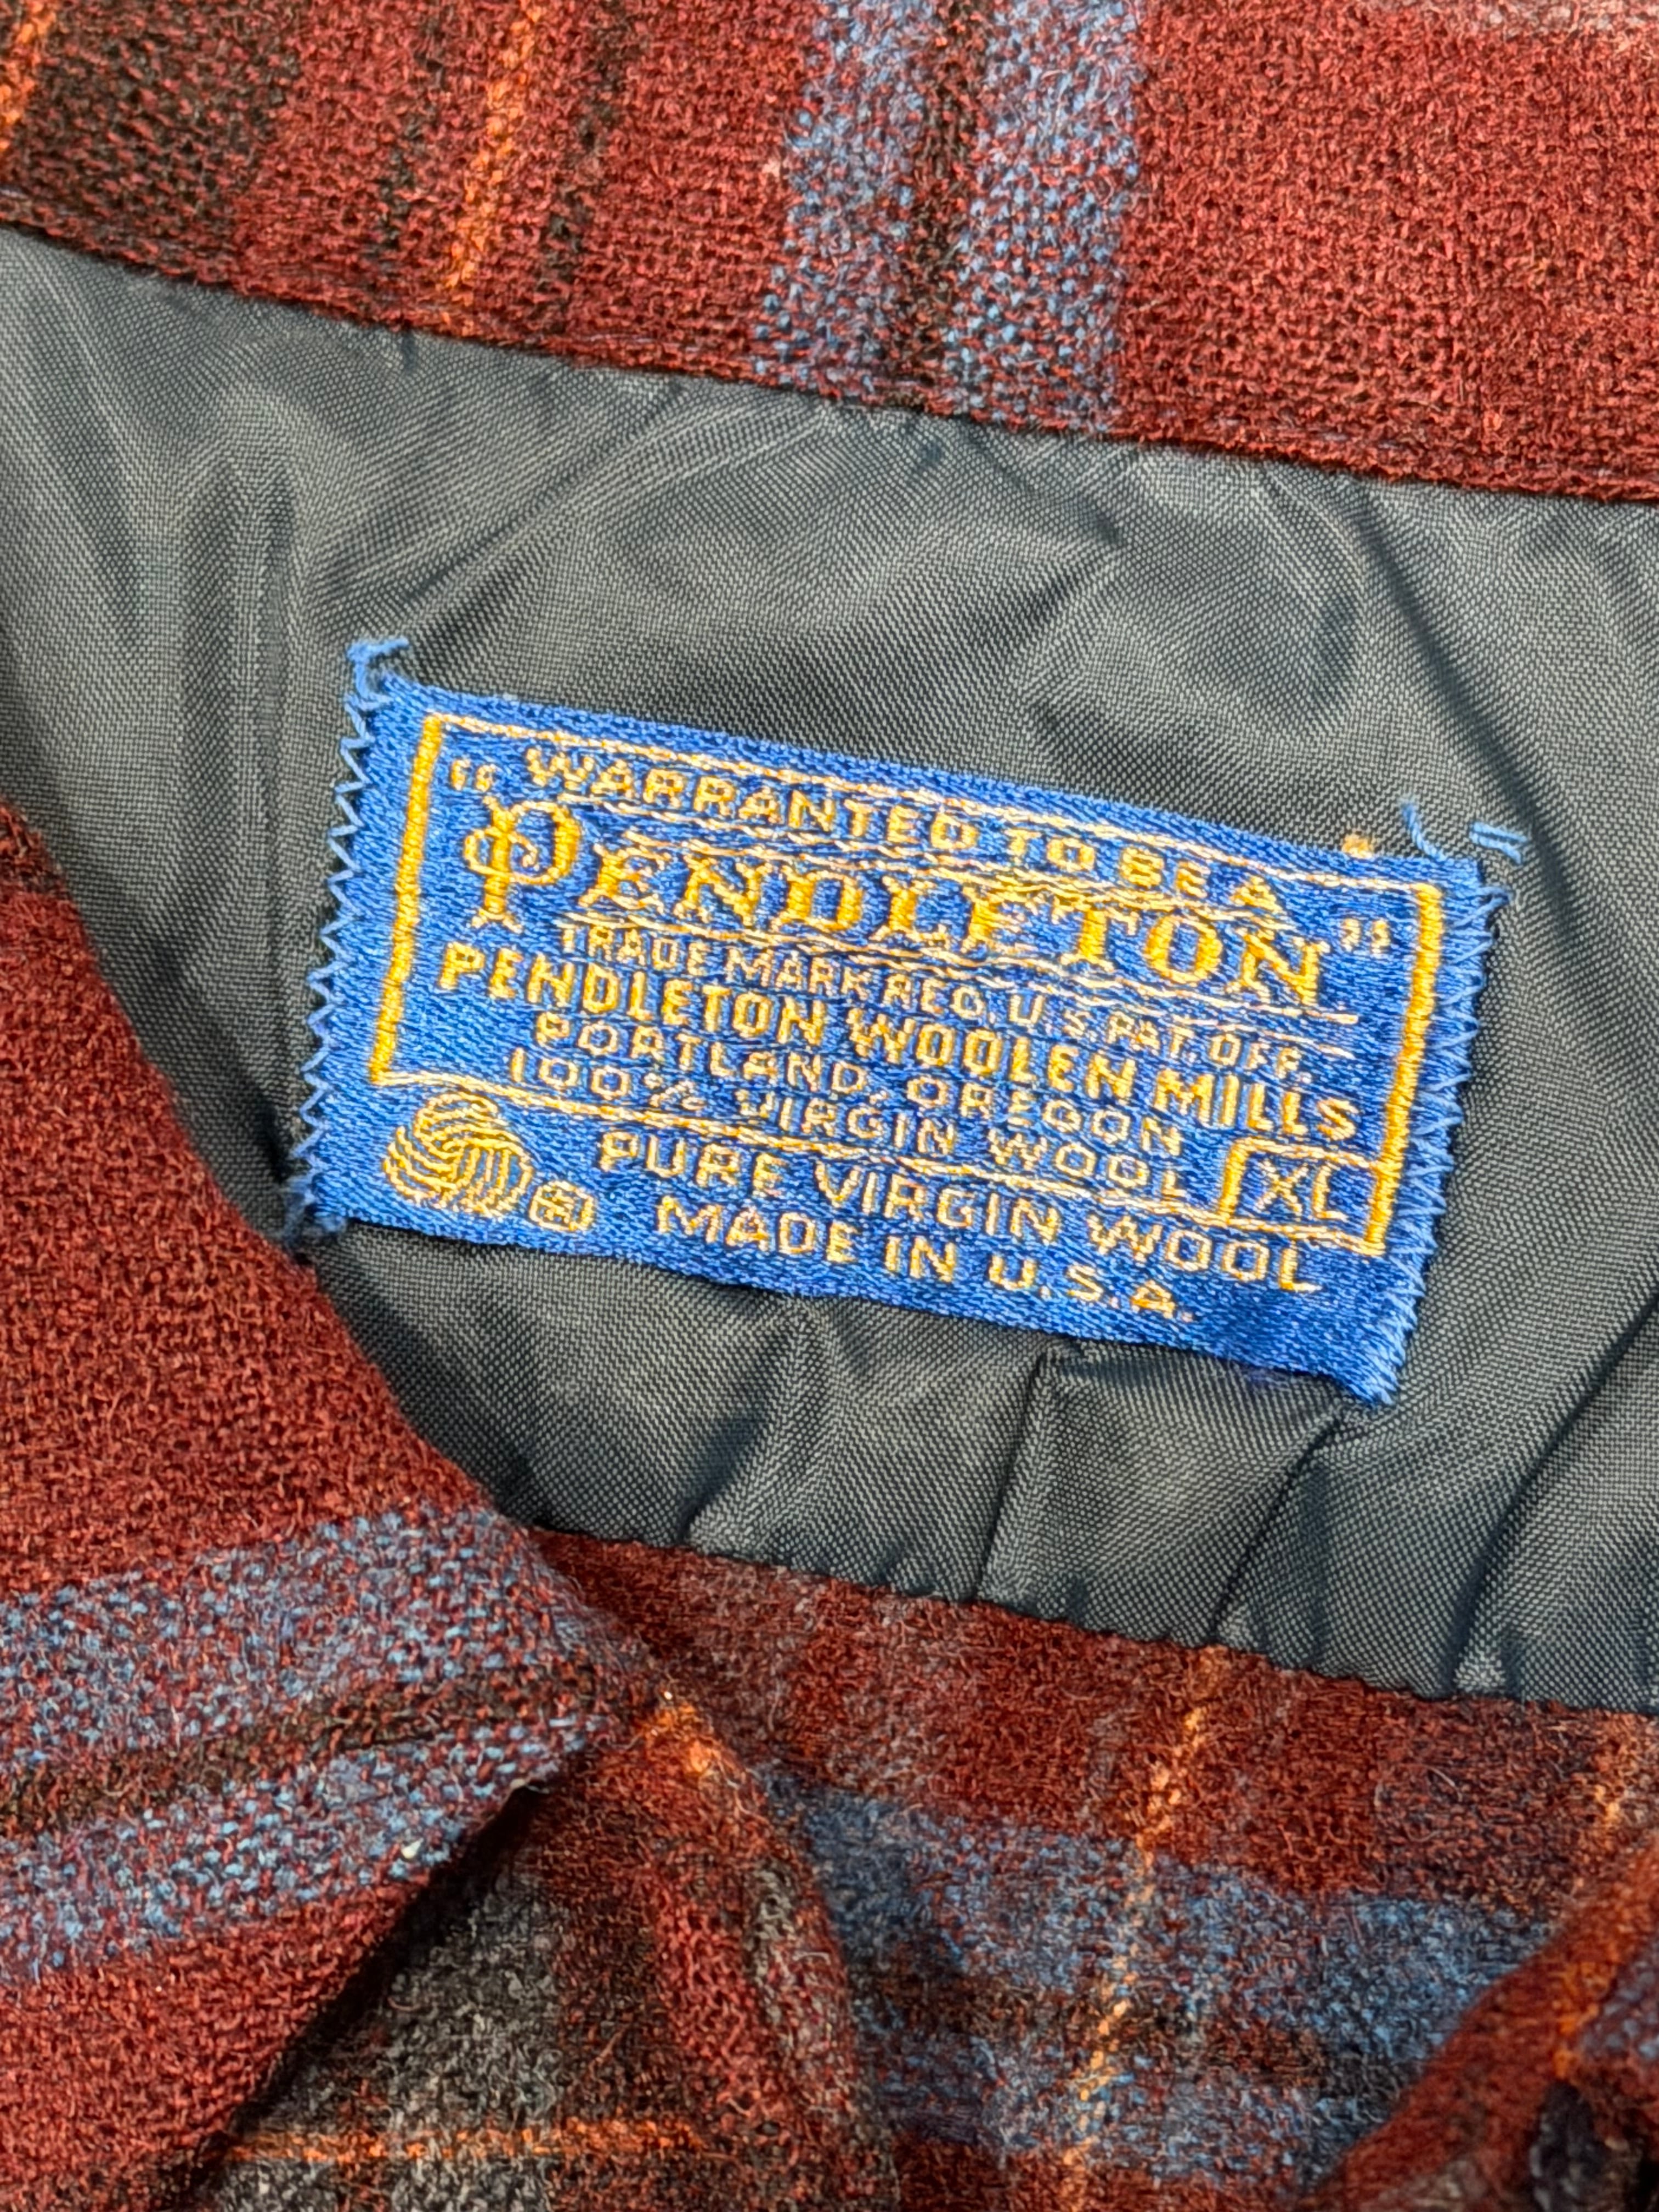 "WARRANTED TO BE A
PENDLETON"
TRADE MARK REG. U.S. PAT. OFF.
PENDLETON WOOLEN MILLS
PORTLAND, OREGON
100% VIRGIN WOOL XL
PURE VIRGIN WOOL
MADE IN U.S.A.